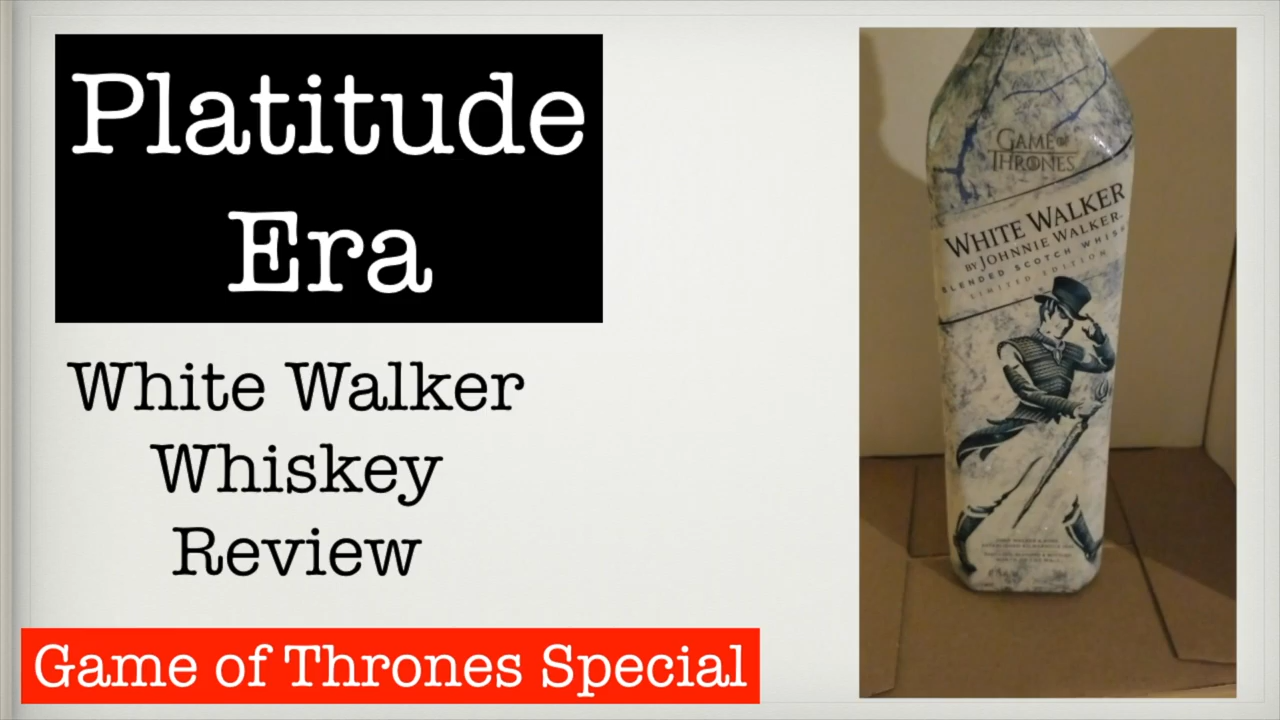 Platitude
Era
White Walker
Whiskey
Review
Game of Thrones Special
GAME OF
THRONES
WHITE WALKER
BY JOHNNIE WALKER
BLENDED SCOTCH WHIS
LIMITED EDITION